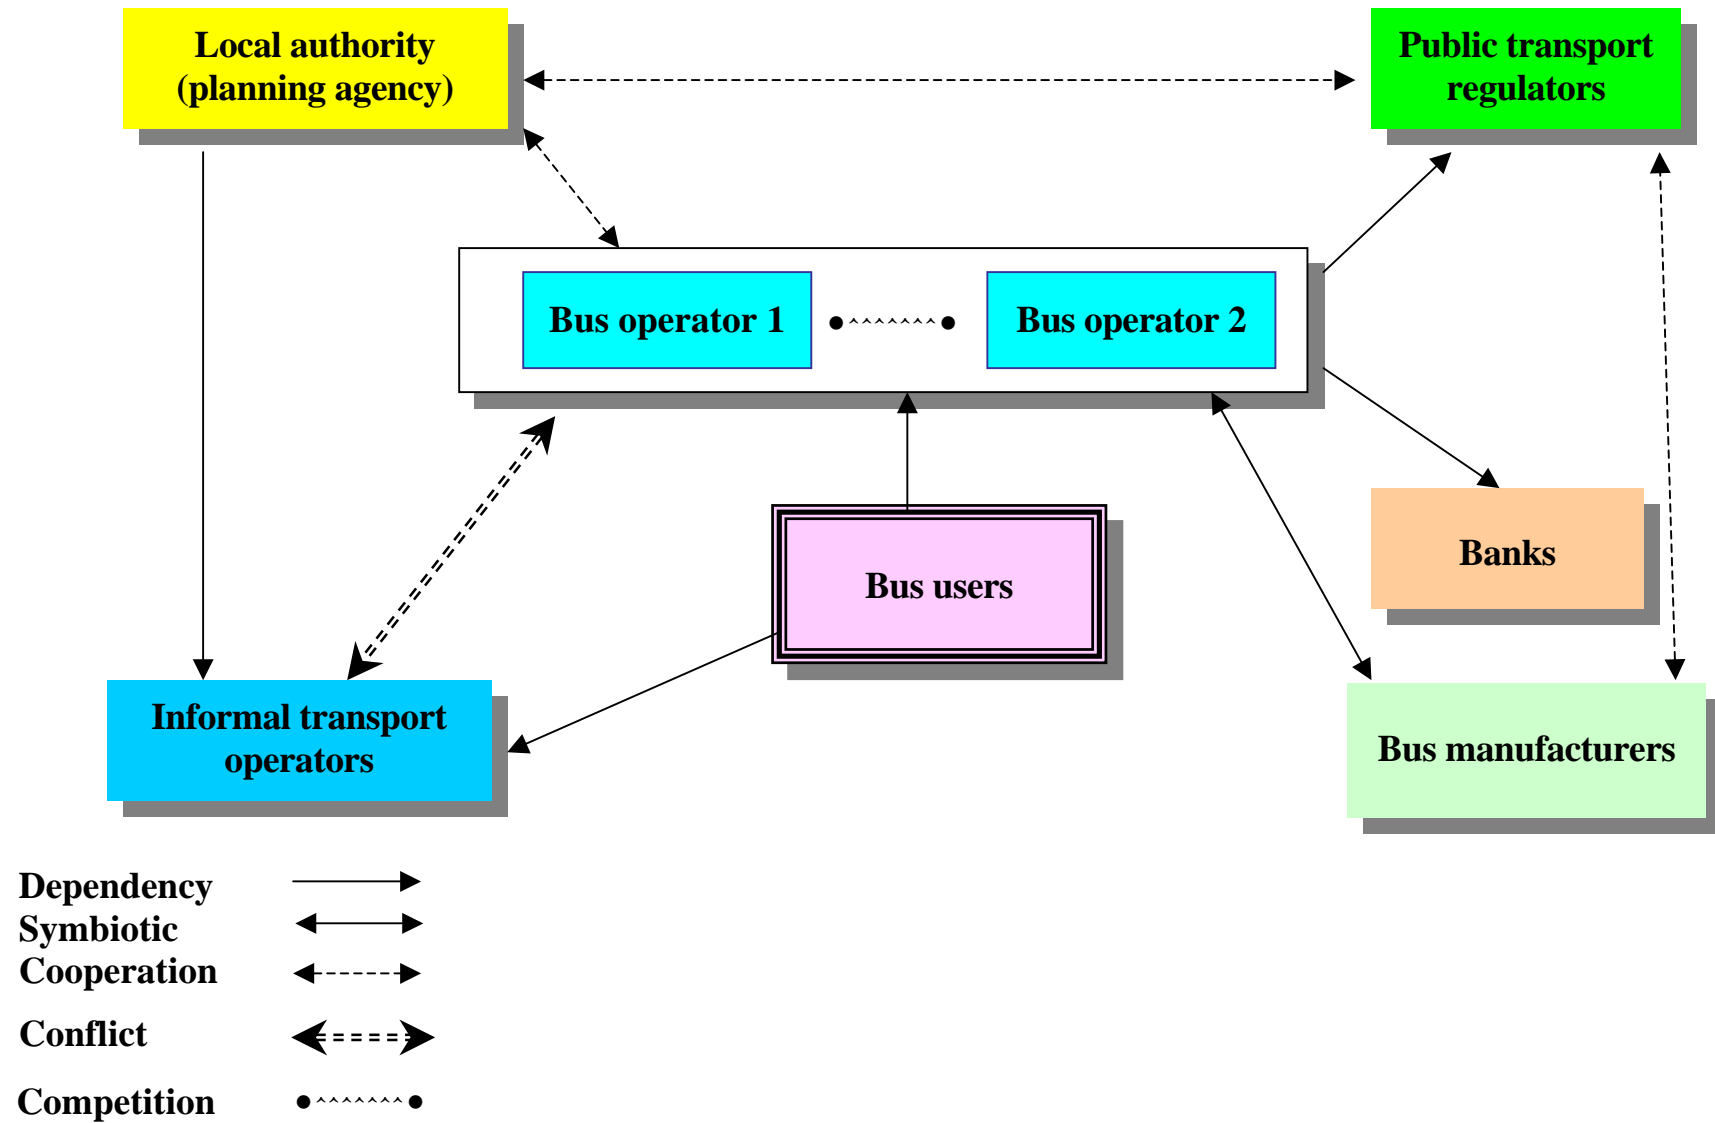 Local authority
(planning agency)
Public transport
regulators
Bus operator 1
Bus operator 2
Banks
Bus users
Informal transport
operators
Bus manufacturers
Dependency
Symbiotic
Cooperation
Conflict
Competition